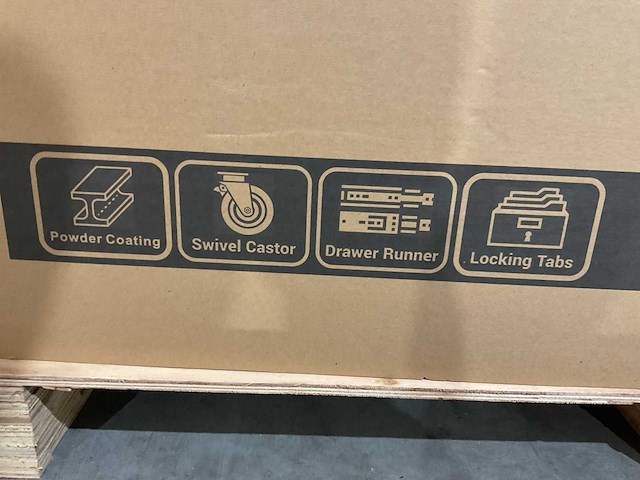 Powder Coating
Swivel Castor
Drawer Runner
Locking Tabs